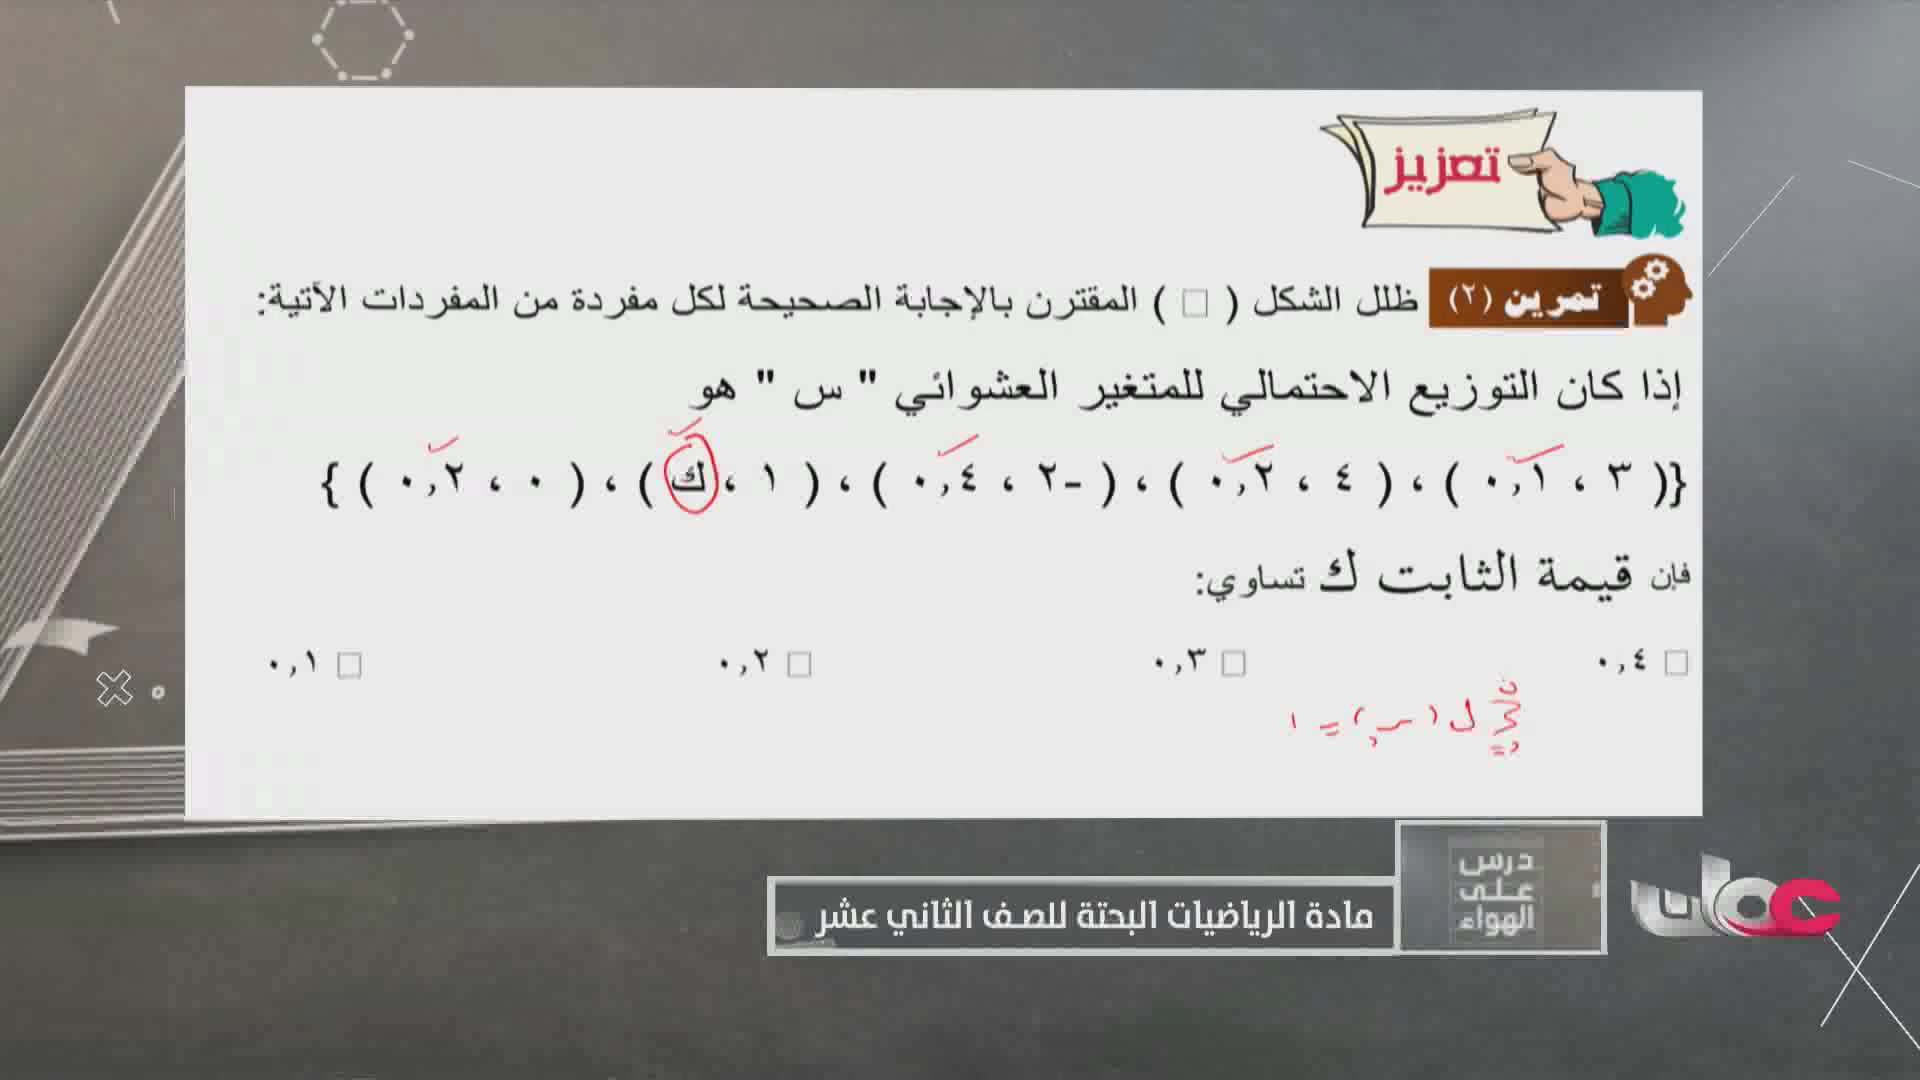 تعزيز
تمرين (٢) ظلل الشكل ( □ ) المقترن بالإجابة الصحيحة لكل مفردة من المفردات الآتية:
إذا كان التوزيع الاحتمالي للمتغير العشوائي " س " هو
{( ٣ ، ٠,١ ) ، ( ٤ ، ٠,٢ ) ، ( -٢ ، ٠,٤ ) ، ( ١ ، ك ) ، ( ٠ ، ٠,٢ ) }
فإن قيمة الثابت ك تساوي:
□ ٠,٤ □ ٠,٣ □ ٠,٢ □ ٠,١
درس
على
الهواء
مادة الرياضيات البحتة للصف الثاني عشر